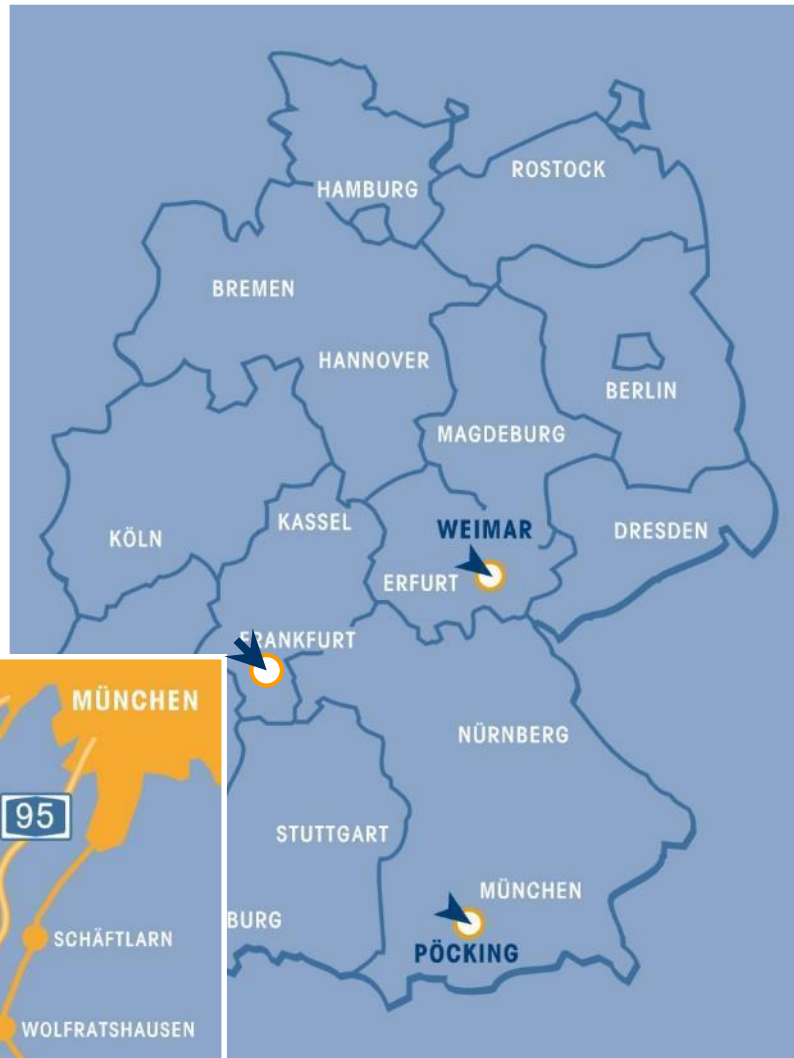 ROSTOCK
HAMBURG
BREMEN
HANNOVER
BERLIN
MAGDEBURG
KASSEL
WEIMAR
DRESDEN
KÖLN
ERFURT
FRANKFURT
MÜNCHEN
NÜRNBERG
95
STUTTGART
MÜNCHEN
BURG
SCHÄFTLARN
PÖCKING
WOLFRATSHAUSEN